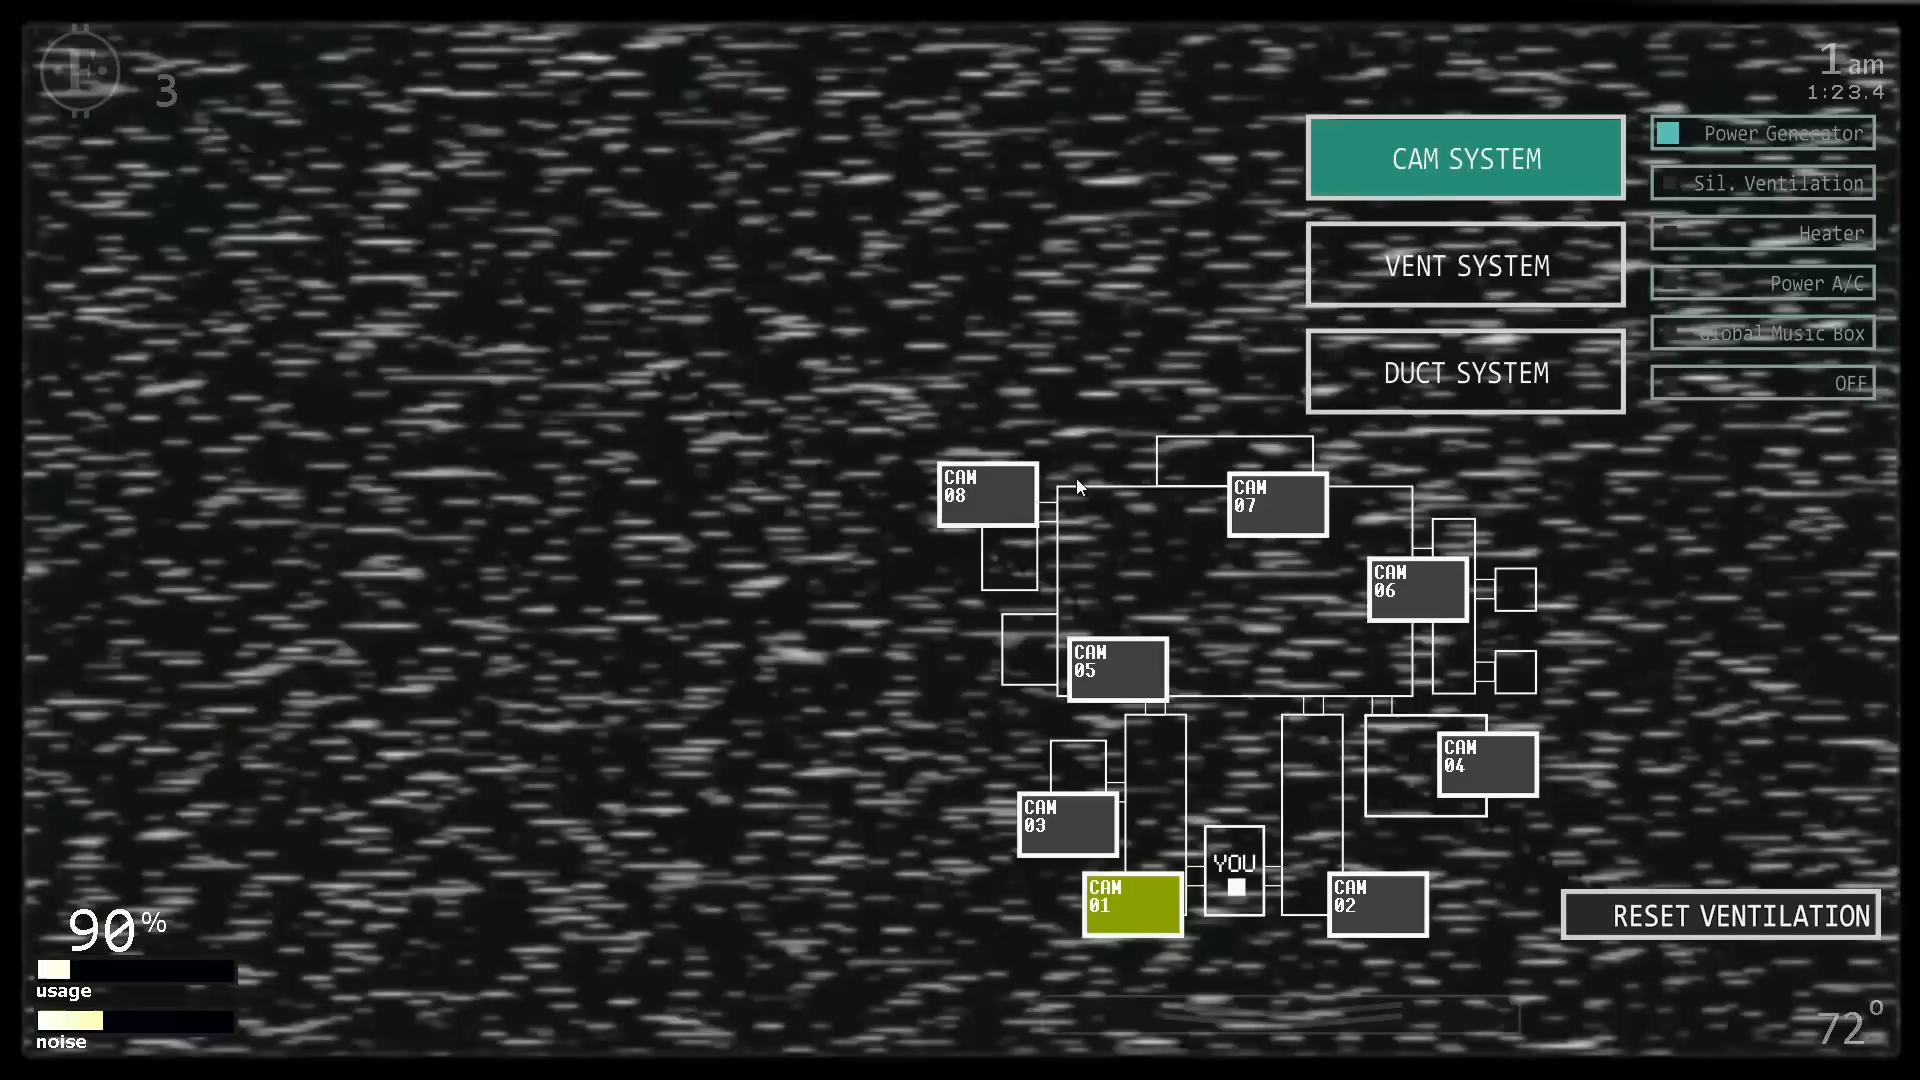 3
1 am
1:23.4
CAM SYSTEM
VENT SYSTEM
DUCT SYSTEM
Power Generator
Sil. Ventilation
Heater
Power A/C
Global Music Box
OFF
CAM
08
CAM
07
CAM
06
CAM
05
CAM
04
CAM
03
YOU
CAM
01
CAM
02
RESET VENTILATION
90%
usage
noise
72°